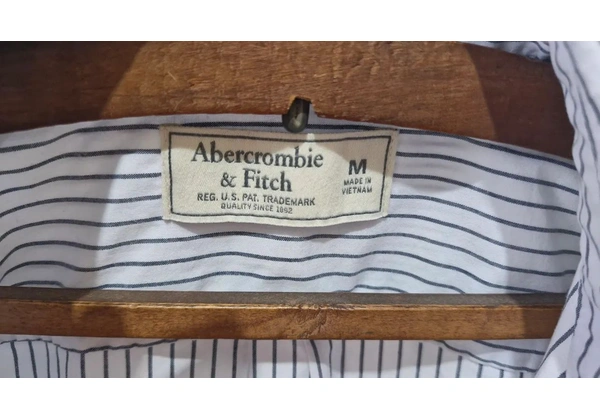 Abercrombie
& Fitch
M
MADE IN
VIETNAM
REG. U.S. PAT. TRADEMARK
QUALITY SINCE 1892